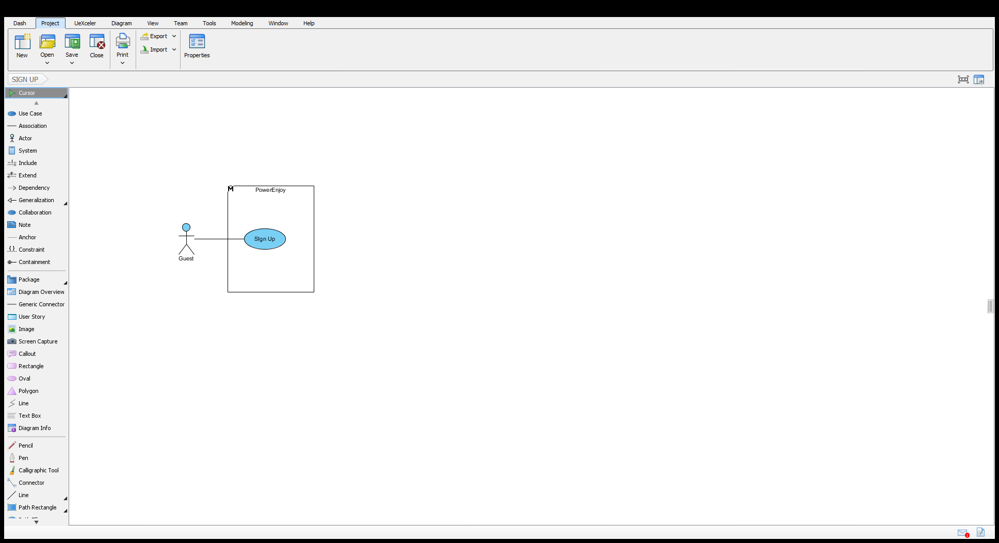 Dash Project UeXceler Diagram View Team Tools Modeling Window Help
New Open Save Close Print Export Import Properties
SIGN UP
Cursor
Use Case
Association
Actor
System
Include
Extend
Dependency
Generalization
Collaboration
Note
Anchor
Constraint
Containment
Package
Diagram Overview
Generic Connector
User Story
Image
Screen Capture
Callout
Rectangle
Oval
Polygon
Line
Text Box
Diagram Info
Pencil
Pen
Calligraphic Tool
Connector
Line
Path Rectangle
M
PowerEnjoy
SIgn Up
Guest
1